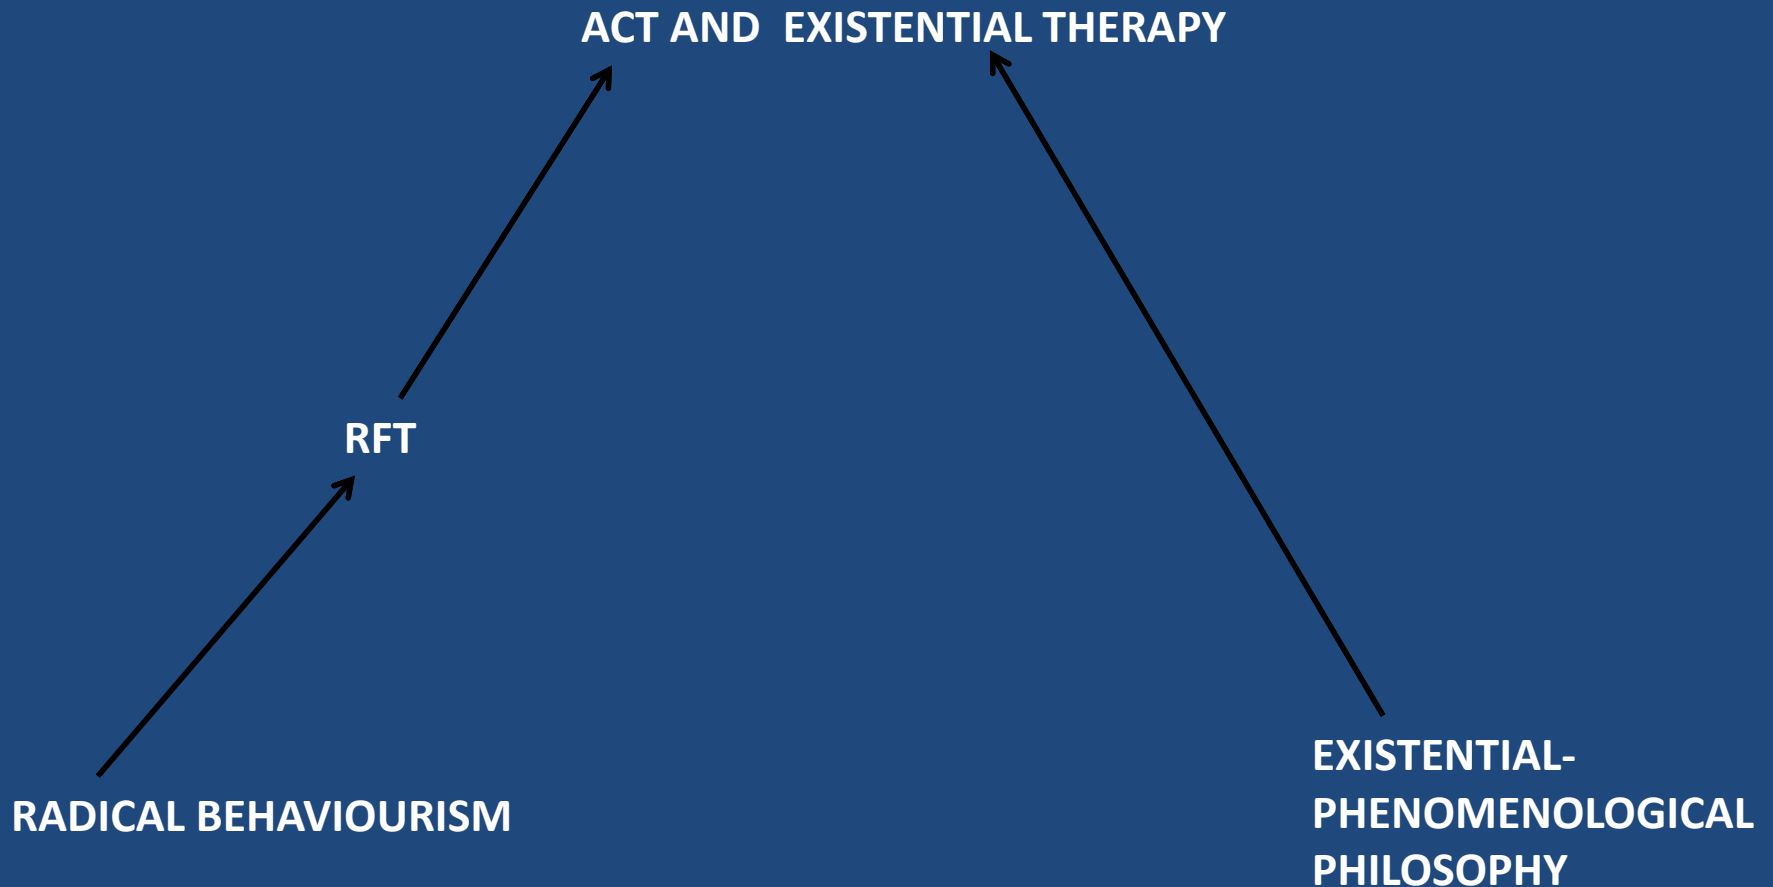 ACT AND  EXISTENTIAL THERAPY
RFT
RADICAL BEHAVIOURISM
EXISTENTIAL-
PHENOMENOLOGICAL
PHILOSOPHY